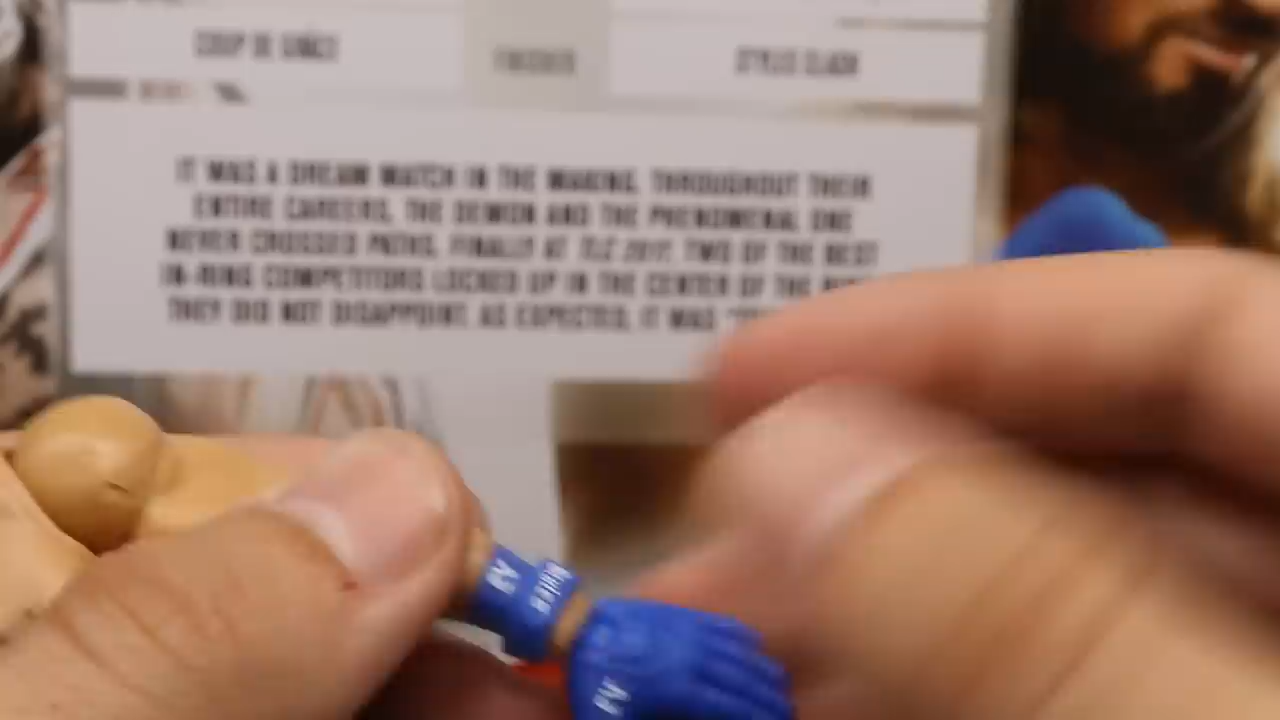 COUP DE GRÂCE
FINISHER
STYLES CLASH
IT WAS A DREAM MATCH IN THE MAKING. THROUGHOUT THEIR
ENTIRE CAREERS, THE DEMON AND THE PHENOMENAL ONE
NEVER CROSSED PATHS. FINALLY AT TLC 2017, TWO OF THE BEST
IN-RING COMPETITORS LOCKED UP IN THE CENTER OF THE
THEY DID NOT DISAPPOINT. AS EXPECTED, IT WAS
AJ
AJ